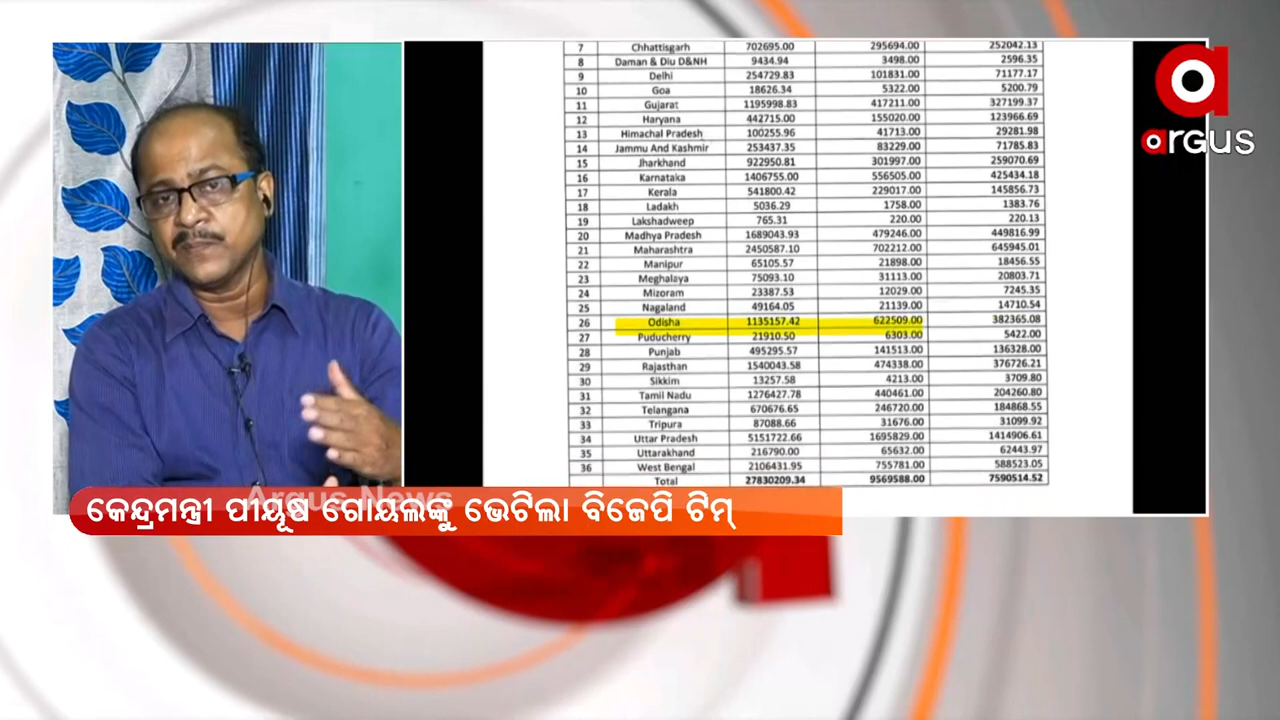 7 Chhattisgarh 702695.00 295694.00 252042.13
8 Daman & Diu D&NH 9434.94 3498.00 2596.35
9 Delhi 254729.83 101831.00 71177.17
10 Goa 18626.34 5322.00 5200.79
11 Gujarat 1195998.83 417211.00 327199.37
12 Haryana 442715.00 155020.00 123966.69
13 Himachal Pradesh 100255.96 41713.00 29281.98
14 Jammu And Kashmir 253437.35 83229.00 71785.83
15 Jharkhand 922950.81 301997.00 259070.69
16 Karnataka 1406755.00 556505.00 425434.18
17 Kerala 541800.42 229017.00 145856.73
18 Ladakh 5036.29 1758.00 1383.76
19 Lakshadweep 765.31 220.00 220.13
20 Madhya Pradesh 1689043.93 479246.00 449816.99
21 Maharashtra 2450587.10 702212.00 645945.01
22 Manipur 65105.57 21898.00 18456.55
23 Meghalaya 75093.10 31113.00 20803.71
24 Mizoram 23387.53 12029.00 7245.35
25 Nagaland 49164.05 21139.00 14710.54
26 Odisha 1135157.42 622509.00 382365.08
27 Puducherry 21910.50 6303.00 5422.00
28 Punjab 495295.57 141513.00 136328.00
29 Rajasthan 1540043.58 474338.00 376726.21
30 Sikkim 13257.58 4213.00 3709.80
31 Tamil Nadu 1276427.78 440461.00 204260.80
32 Telangana 670676.65 246720.00 184868.55
33 Tripura 87088.66 31676.00 31099.92
34 Uttar Pradesh 5151722.66 1695829.00 1414906.61
35 Uttarakhand 216790.00 65632.00 62443.97
36 West Bengal 2106431.95 755781.00 588523.05
Total 27830209.34 9569588.00 7590514.52
argus
Argus News
କେନ୍ଦ୍ରମନ୍ତ୍ରୀ ପୀୟୂଷ ଗୋୟଲଙ୍କୁ ଭେଟିଲା ବିଜେପି ଟିମ୍